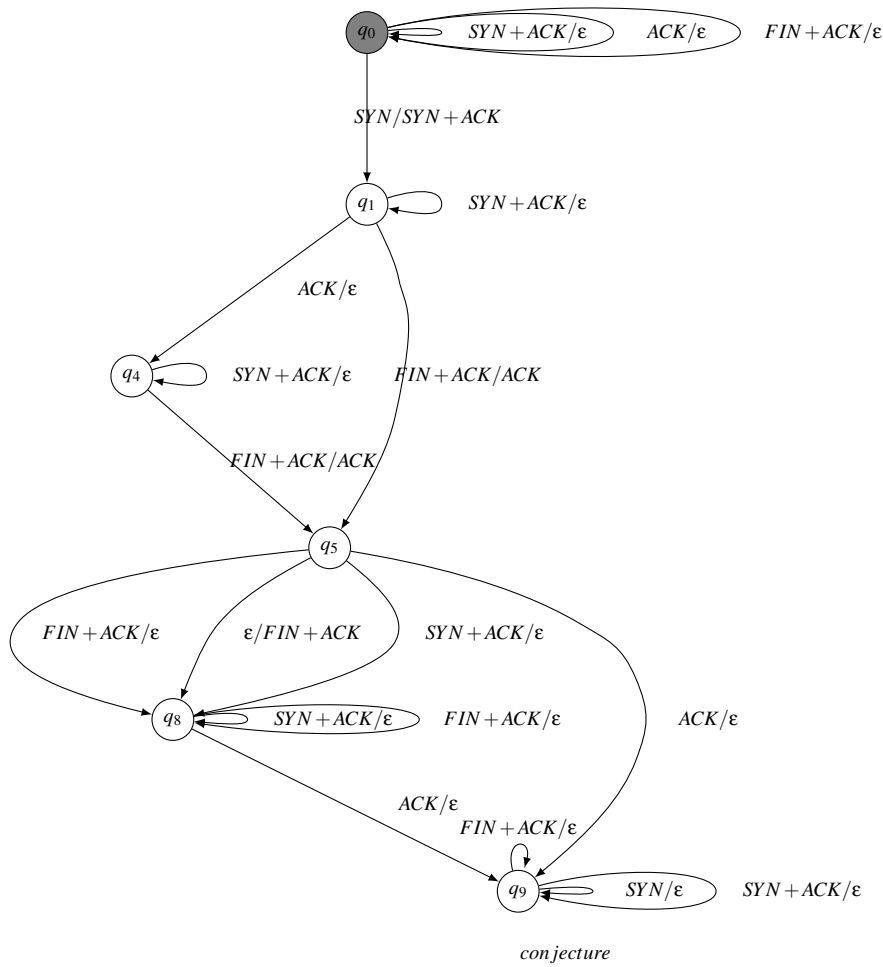 q0 SYN+ACK/ε ACK/ε FIN+ACK/ε
SYN/SYN+ACK
q1 SYN+ACK/ε
ACK/ε
q4 SYN+ACK/ε FIN+ACK/ACK
FIN+ACK/ACK
q5
FIN+ACK/ε ε/FIN+ACK SYN+ACK/ε
q8 SYN+ACK/ε FIN+ACK/ε ACK/ε
ACK/ε
FIN+ACK/ε
q9 SYN/ε SYN+ACK/ε
conjecture